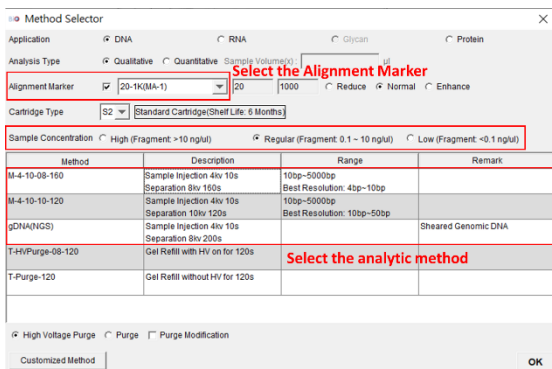 Method Selector
Application DNA RNA Glycan Protein
Analysis Type Qualitative Quantitative Sample Volume(x) : ul
Select the Alignment Marker
Alignment Marker 20-1K(MA-1) 20 1000 Reduce Normal Enhance
Cartridge Type S2 Standard Cartridge(Shelf Life: 6 Months)
Sample Concentration High (Fragment: >10 ng/ul) Regular (Fragment: 0.1 ~ 10 ng/ul) Low (Fragment: <0.1 ng/ul)
Method Description Range Remark
M-4-10-08-160 Sample Injection 4kv 10s 10bp~5000bp
Separation 8kv 160s Best Resolution: 4bp~10bp
M-4-10-10-120 Sample Injection 4kv 10s 10bp~5000bp
Separation 10kv 120s Best Resolution: 10bp~50bp
gDNA(NGS) Sample Injection 4kv 10s Sheared Genomic DNA
Separation 8kv 200s
T-HVPurge-08-120 Gel Refill with HV on for 120s
Select the analytic method
T-Purge-120 Gel Refill without HV for 120s
High Voltage Purge Purge Purge Modification
Customized Method OK